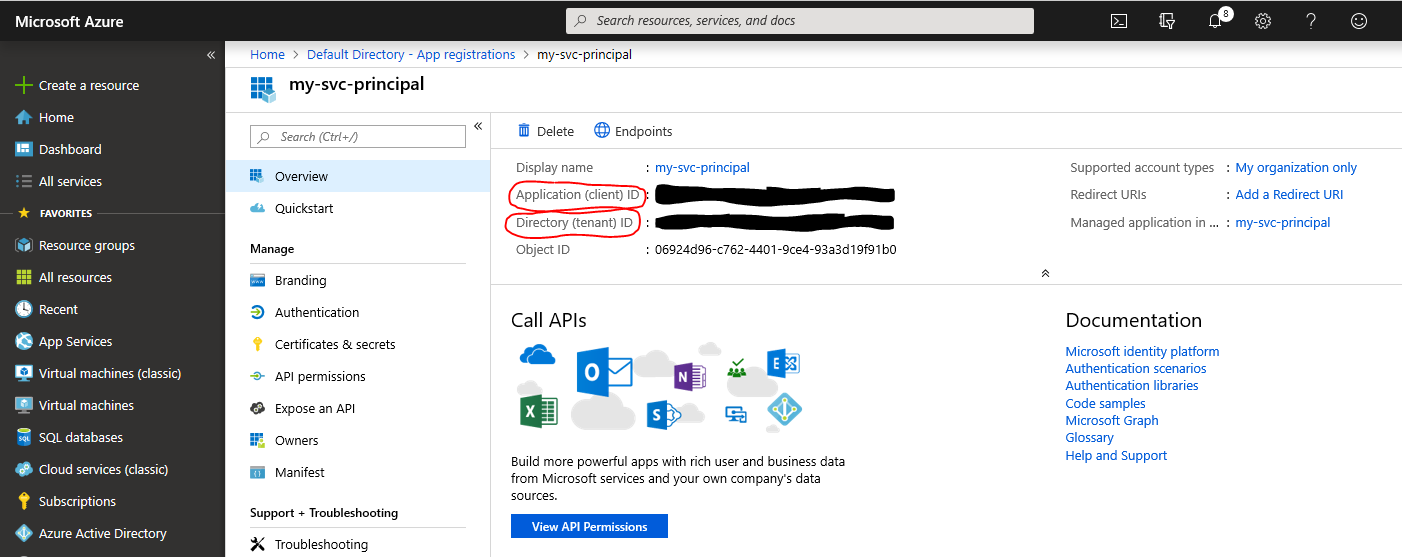 Microsoft Azure
Search resources, services, and docs
8
Create a resource
Home
Dashboard
All services
FAVORITES
Resource groups
All resources
Recent
App Services
Virtual machines (classic)
Virtual machines
SQL databases
Cloud services (classic)
Subscriptions
Azure Active Directory
Home > Default Directory - App registrations > my-svc-principal
my-svc-principal
Search (Ctrl+/)
Overview
Quickstart
Manage
Branding
Authentication
Certificates & secrets
API permissions
Expose an API
Owners
Manifest
Support + Troubleshooting
Troubleshooting
Delete Endpoints
Display name : my-svc-principal
Application (client) ID :
Directory (tenant) ID :
Object ID : 06924d96-c762-4401-9ce4-93a3d19f91b0
Supported account types : My organization only
Redirect URIs : Add a Redirect URI
Managed application in ... : my-svc-principal
Call APIs
Build more powerful apps with rich user and business data
from Microsoft services and your own company's data
sources.
View API Permissions
Documentation
Microsoft identity platform
Authentication scenarios
Authentication libraries
Code samples
Microsoft Graph
Glossary
Help and Support